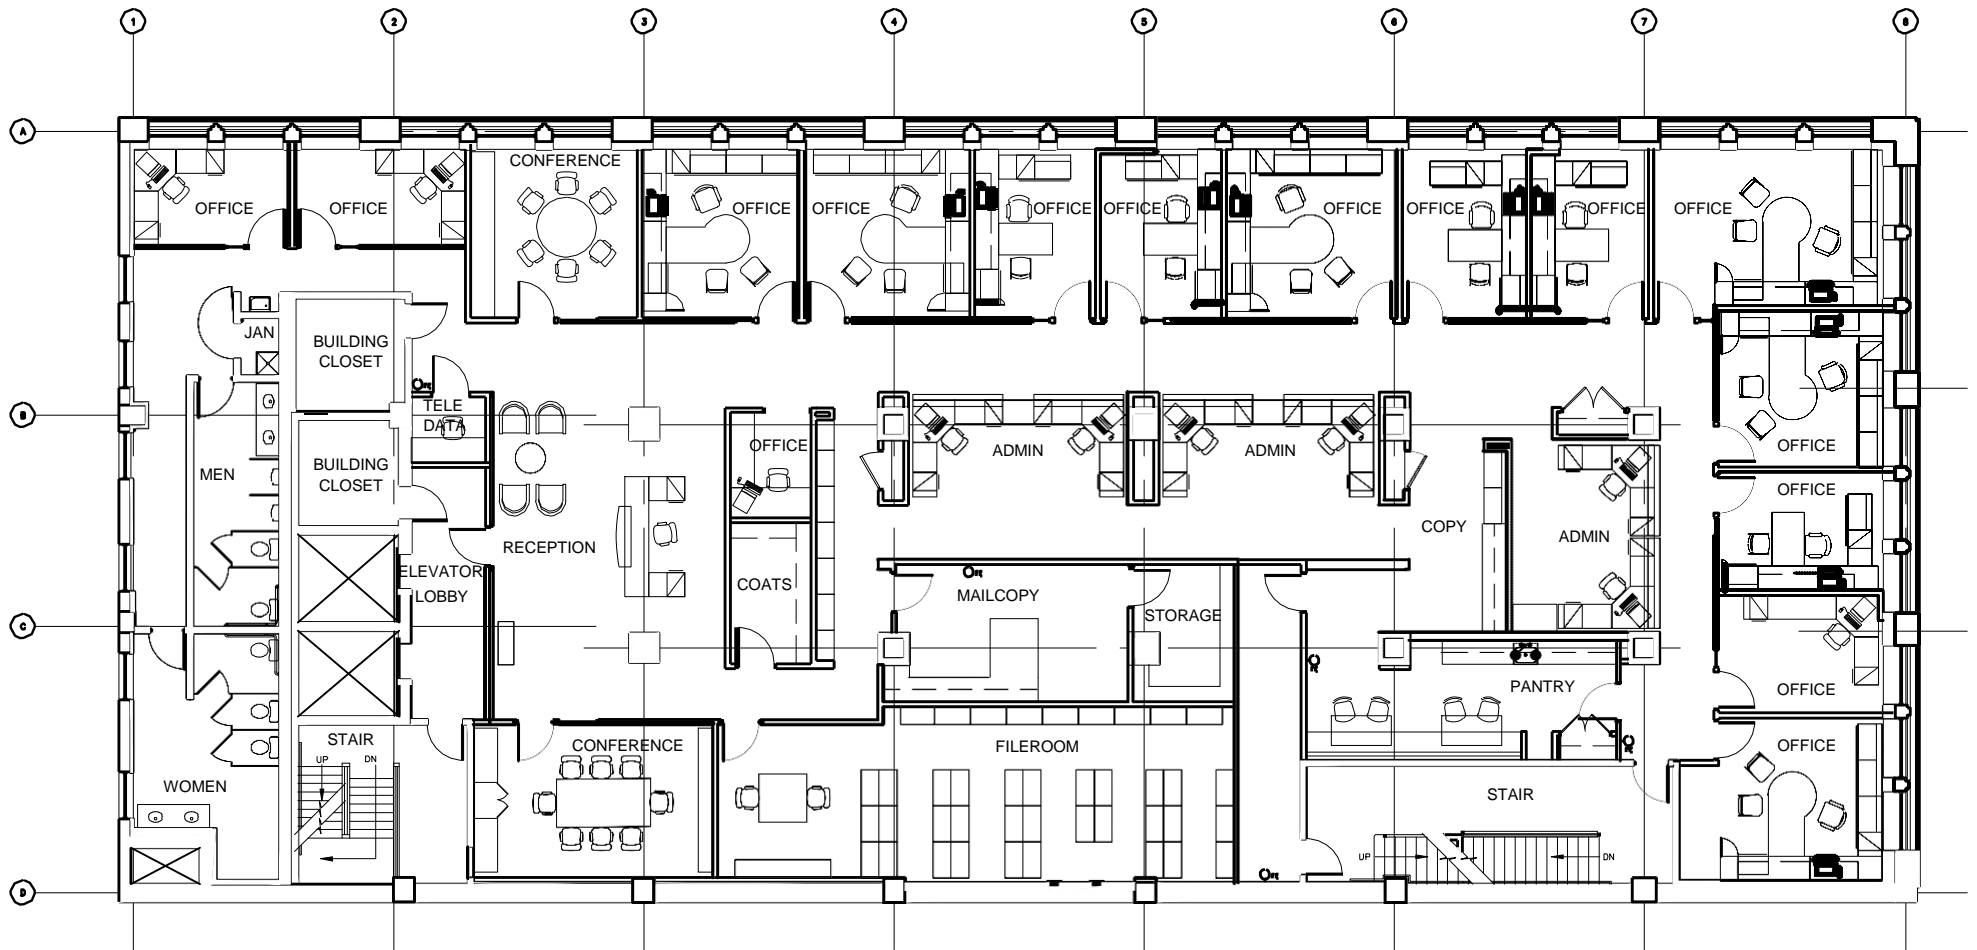 1 2 3 4 5 6 7 8
A
CONFERENCE
OFFICE OFFICE OFFICE OFFICE OFFICE OFFICE OFFICE OFFICE OFFICE OFFICE
JAN
BUILDING
CLOSET
B
TELE
DATA
OFFICE
ADMIN ADMIN
OFFICE
MEN
BUILDING
CLOSET
OFFICE
RECEPTION
COPY
ADMIN
ELEVATOR
LOBBY
COATS
MAILCOPY
STORAGE
C
PANTRY
OFFICE
STAIR
UP DN
CONFERENCE
FILEROOM
OFFICE
WOMEN
STAIR
UP DN
D